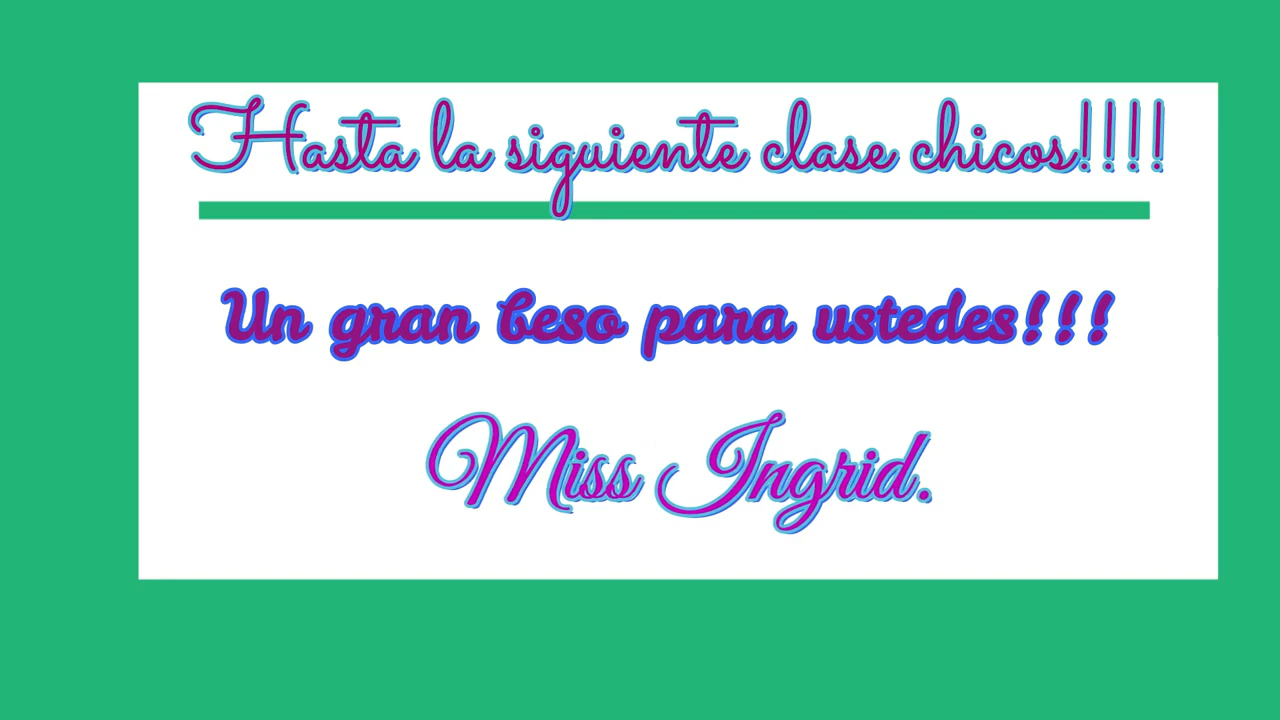 Hasta la siguiente clase chicos!!!!
Un gran beso para ustedes!!!
Miss Ingrid.